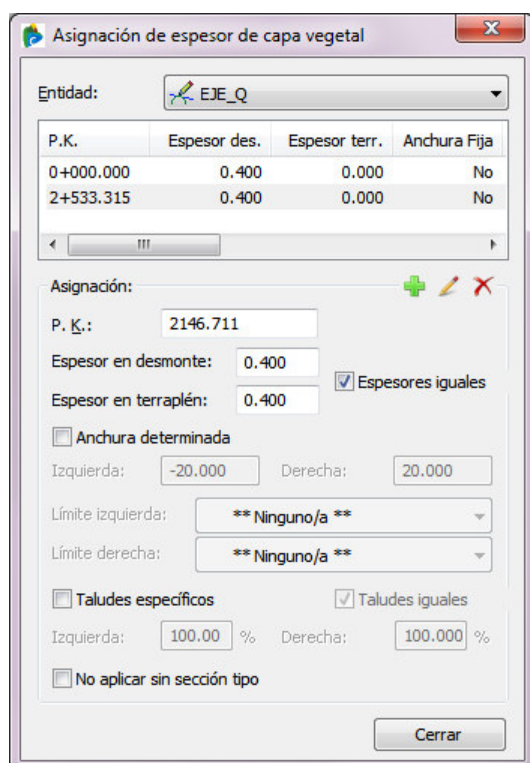 Asignación de espesor de capa vegetal
Entidad: EJE_Q
P.K. Espesor des. Espesor terr. Anchura Fija
0+000.000 0.400 0.000 No
2+533.315 0.400 0.000 No
Asignación:
P. K.: 2146.711
Espesor en desmonte: 0.400
Espesores iguales
Espesor en terraplén: 0.400
Anchura determinada
Izquierda: -20.000 Derecha: 20.000
Límite izquierda: ** Ninguno/a **
Límite derecha: ** Ninguno/a **
Taludes específicos Taludes iguales
Izquierda: 100.00 % Derecha: 100.000 %
No aplicar sin sección tipo
Cerrar